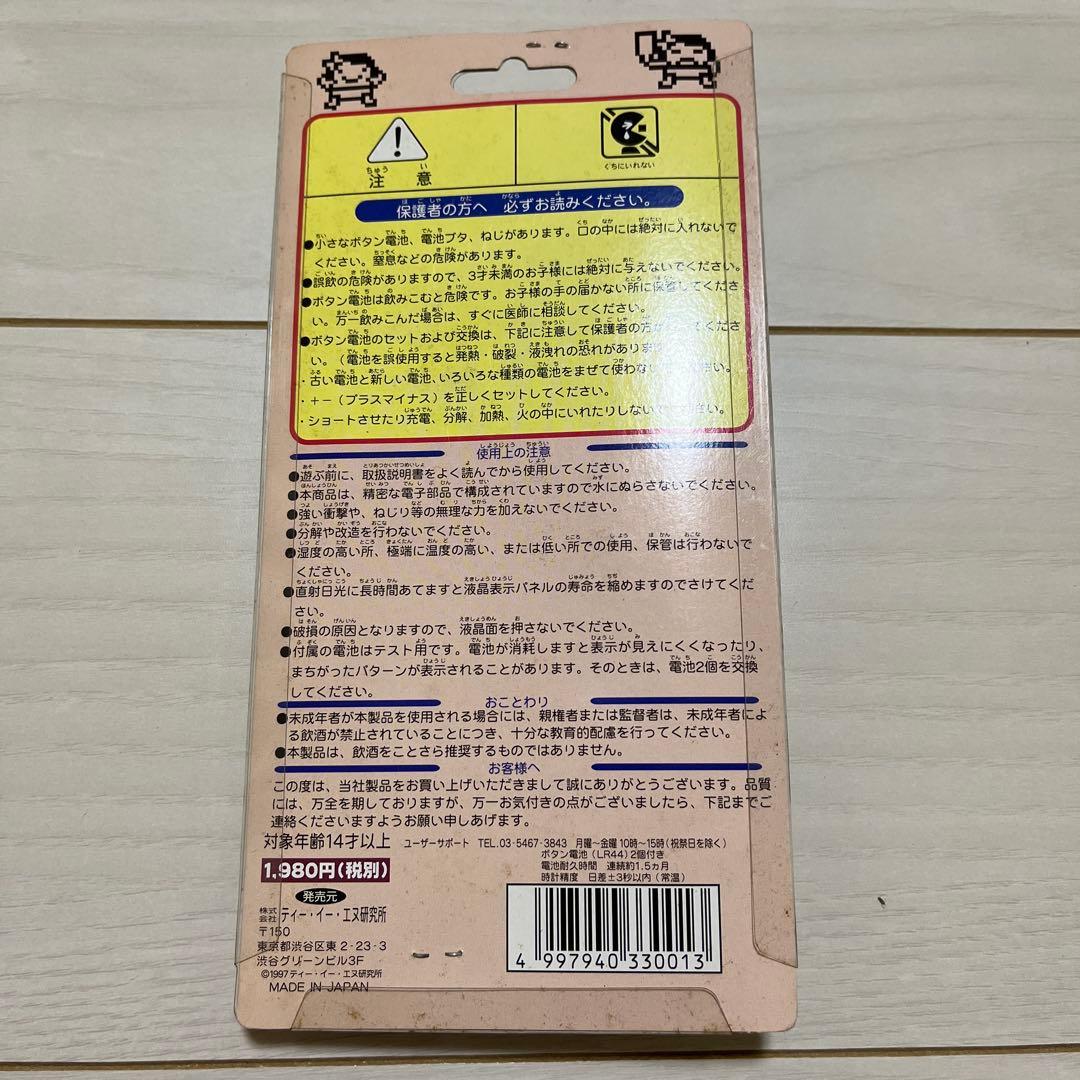 くちにいれない
注意
保護者の方へ 必ずお読みください。
●小さなボタン電池、電池ブタ、ねじがあります。口の中には絶対に入れないで
ください。窒息などの危険があります。
●誤飲の危険がありますので、3才未満のお子様には絶対に与えないでください。
●ボタン電池は飲みこむと危険です。お子様の手の届かない所に保管してくださ
い。万一飲みこんだ場合は、すぐに医師に相談してください。
●ボタン電池のセットおよび交換は、下記に注意して保護者の方が
い。(電池を誤使用すると発熱・破裂・液洩れの恐れがあります
・古い電池と新しい電池、いろいろな種類の電池をまぜて使わな
・+−(プラスマイナス)を正しくセットしてください。
・ショートさせたり充電、分解、加熱、火の中にいれたりしないで
使用上の注意
●遊ぶ前に、取扱説明書をよく読んでから使用してください。
●本商品は、精密な電子部品で構成されていますので水にぬらさないでください。
●強い衝撃や、ねじり等の無理な力を加えないでください。
●分解や改造を行わないでください。
●湿度の高い所、極端に温度の高い、または低い所での使用、保管は行わないで
ください。
●直射日光に長時間あてますと液晶表示パネルの寿命を縮めますのでさけてくだ
さい。
●破損の原因となりますので、液晶面を押さないでください。
●付属の電池はテスト用です。電池が消耗しますと表示が見えにくくなったり、
まちがったパターンが表示されることがあります。そのときは、電池2個を交換
してください。
おことわり
●未成年者が本製品を使用される場合には、親権者または監督者は、未成年者によ
る飲酒が禁止されていることにつき、十分な教育的配慮を行ってください。
●本製品は、飲酒をことさら推奨するものではありません。
お客様へ
この度は、当社製品をお買い上げいただきまして誠にありがとうございます。品質
には、万全を期しておりますが、万一お気付きの点がございましたら、下記までご
連絡くださいますようお願い申しあげます。
対象年齢14才以上 ユーザーサポート TEL.03-5467-3843 月曜~金曜 10時~15時(祝祭日を除く)
ボタン電池(LR44)2個付き
電池耐久時間 連続約1.5ヵ月
時計精度 日差±3秒以内(常温)
1,980円(税別)
発売元
株式会社 ティー・イー・エヌ研究所
〒150
東京都渋谷区東 2-23-3
渋谷グリーンビル3F
©1997 ティー・イー・エヌ研究所
MADE IN JAPAN
4 997940 330013